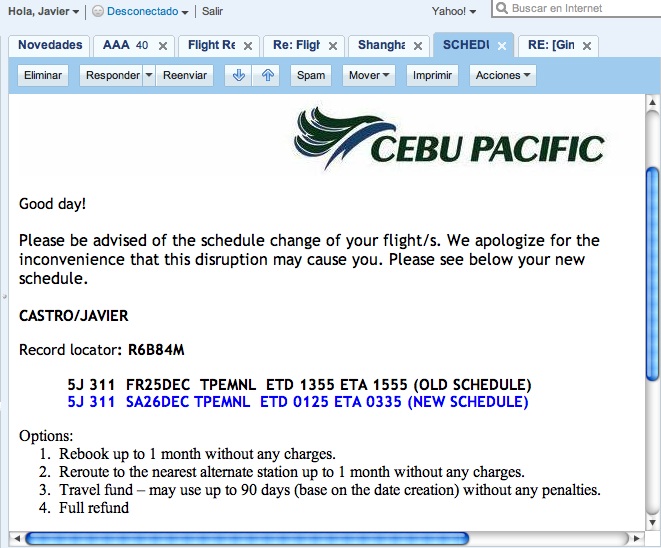 Hola, Javier Desconectado Salir Yahoo! Buscar en Internet
Novedades AAA 40 Flight Re Re: Fligh Shangha SCHEDU RE: [Gin
Eliminar Responder Reenviar Spam Mover Imprimir Acciones
CEBU PACIFIC
Good day!
Please be advised of the schedule change of your flight/s. We apologize for the
inconvenience that this disruption may cause you. Please see below your new
schedule.
CASTRO/JAVIER
Record locator: R6B84M
5J 311 FR25DEC TPEMNL ETD 1355 ETA 1555 (OLD SCHEDULE)
5J 311 SA26DEC TPEMNL ETD 0125 ETA 0335 (NEW SCHEDULE)
Options:
1. Rebook up to 1 month without any charges.
2. Reroute to the nearest alternate station up to 1 month without any charges.
3. Travel fund – may use up to 90 days (base on the date creation) without any penalties.
4. Full refund